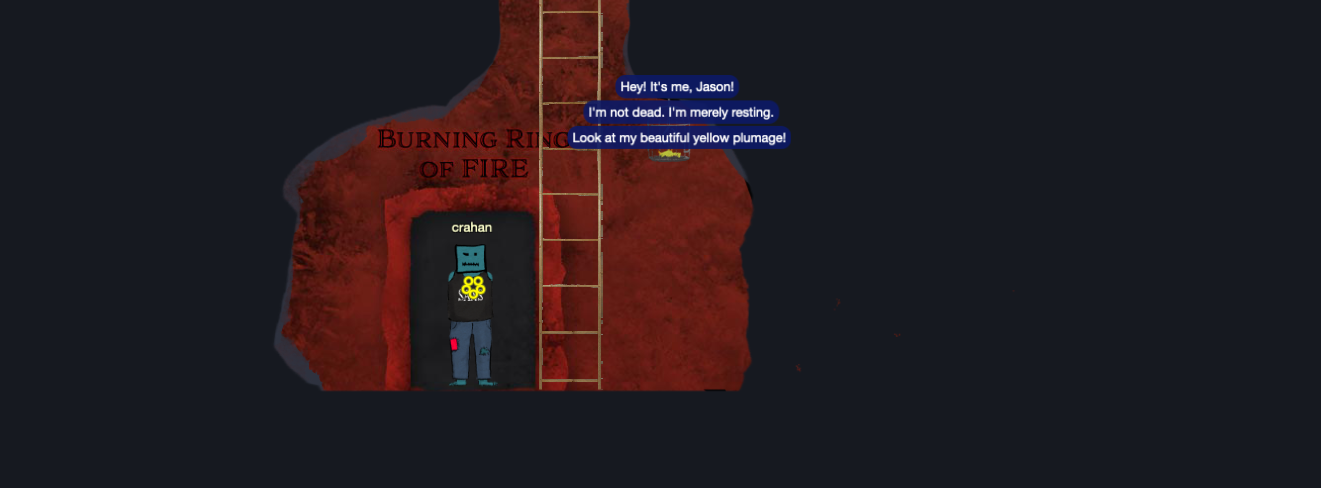 Hey! It's me, Jason!
I'm not dead. I'm merely resting.
Look at my beautiful yellow plumage!
BURNING RING
OF FIRE
crahan